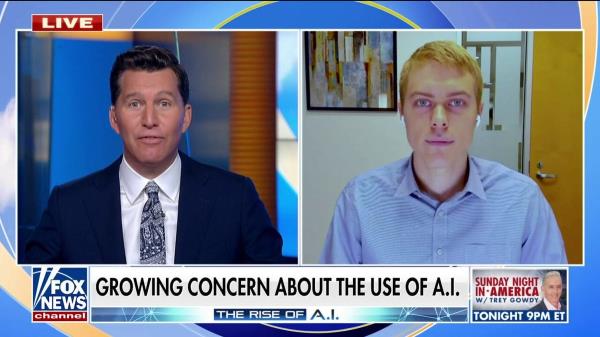 LIVE
FOX
NEWS
channel
GROWING CONCERN ABOUT THE USE OF A.I.
THE RISE OF A.I.
SUNDAY NIGHT
IN AMERICA
W/ TREY GOWDY
TONIGHT 9PM ET